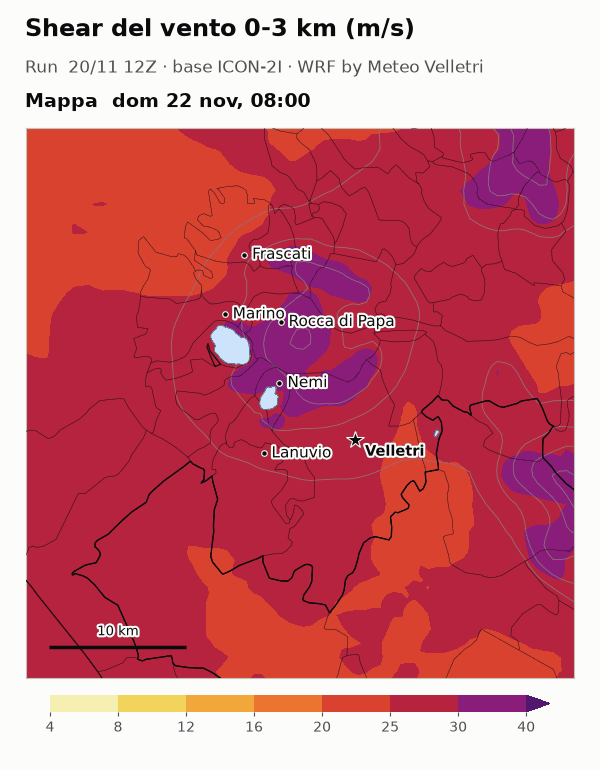 Shear del vento 0-3 km (m/s)
Run 20/11 12Z · base ICON-2I · WRF by Meteo Velletri
Mappa dom 22 nov, 08:00
Frascati
Marino
Rocca di Papa
Nemi
Velletri
Lanuvio
10 km
4 8 12 16 20 25 30 40